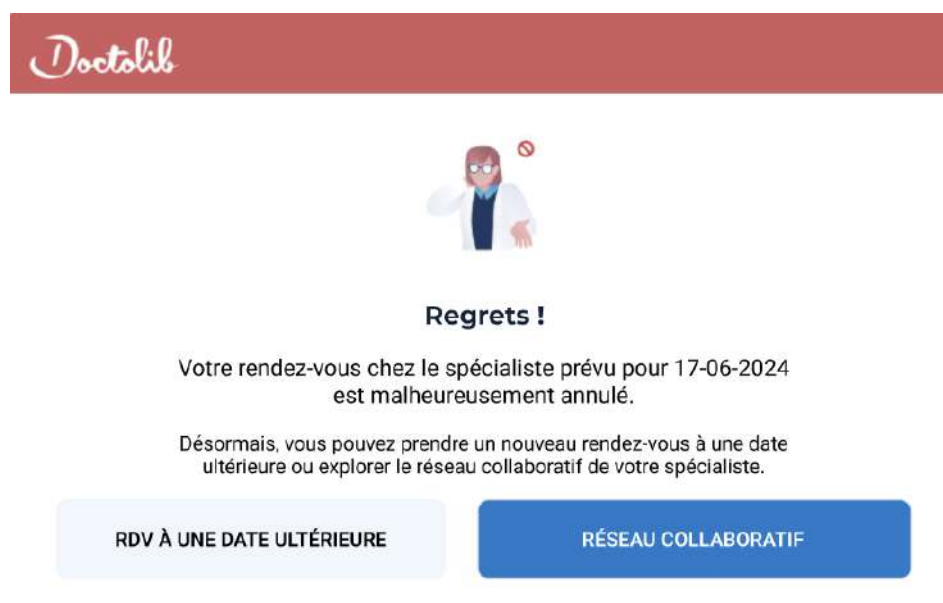 Doctolib
Regrets !
Votre rendez-vous chez le spécialiste prévu pour 17-06-2024
est malheureusement annulé.
Désormais, vous pouvez prendre un nouveau rendez-vous à une date
ultérieure ou explorer le réseau collaboratif de votre spécialiste.
RDV À UNE DATE ULTÉRIEURE
RÉSEAU COLLABORATIF